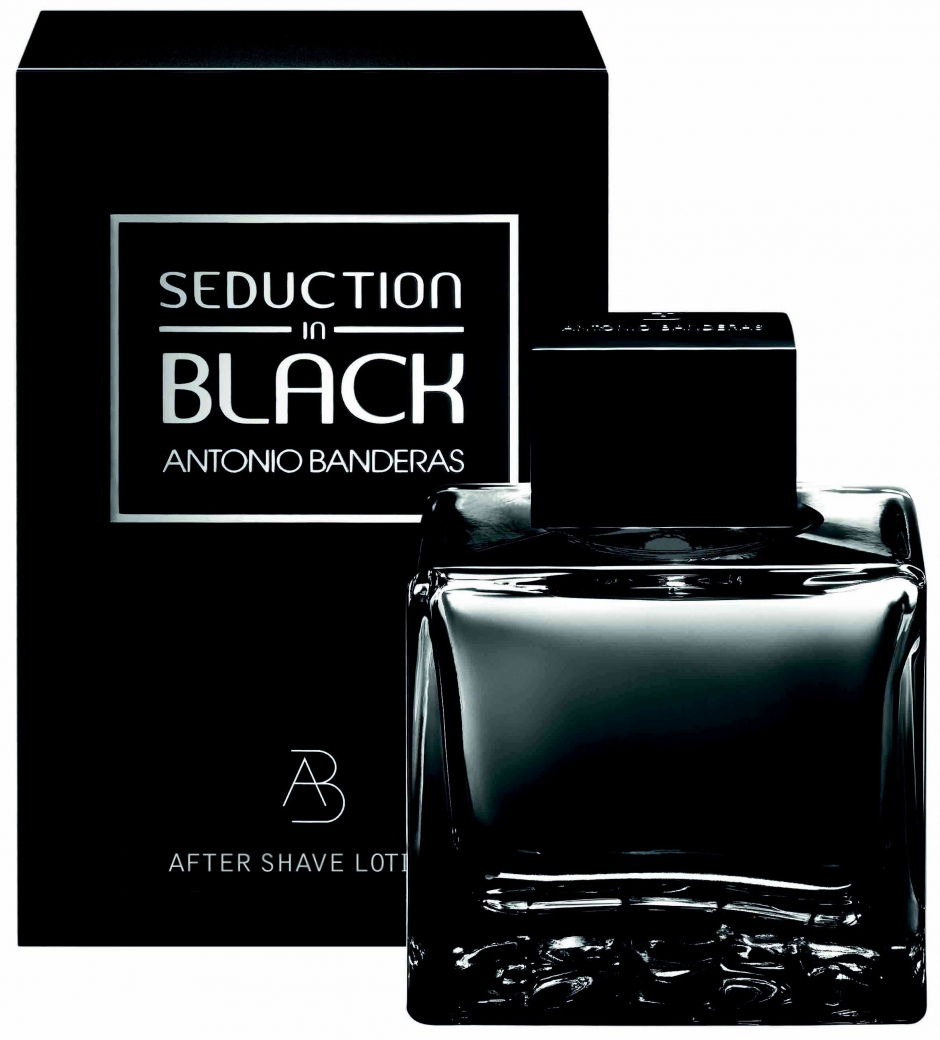 SEDUCTION
in
BLACK
ANTONIO BANDERAS
ANTONIO BANDERAS
AB
AFTER SHAVE LOTI